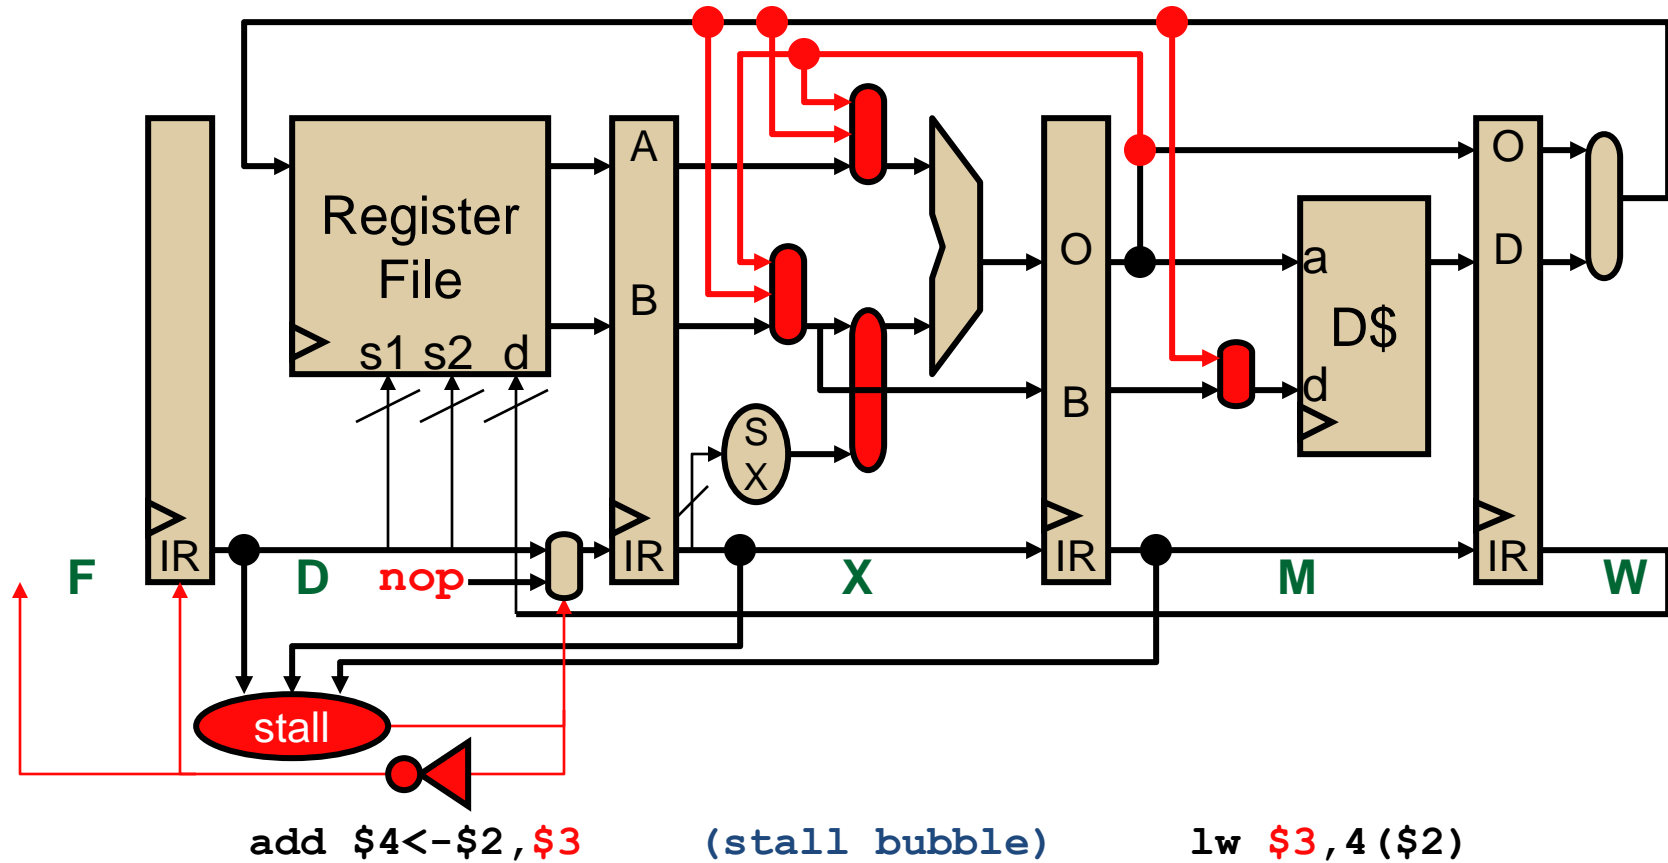 Register
File
s1 s2 d
A
B
S
X
O
B
a
D$
d
O
D
IR
IR
IR
IR
F
D
nop
X
M
W
stall
add $4<-$2,$3
(stall bubble)
lw $3,4($2)